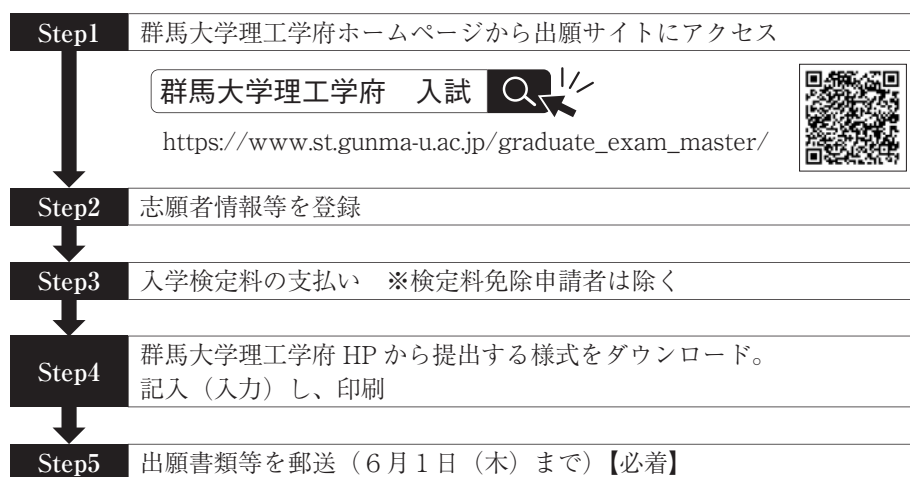 Step1 群馬大学理工学府ホームページから出願サイトにアクセス
群馬大学理工学府 入試
https://www.st.gunma-u.ac.jp/graduate_exam_master/
Step2 志願者情報等を登録
Step3 入学検定料の支払い ※検定料免除申請者は除く
Step4 群馬大学理工学府 HP から提出する様式をダウンロード。
記入（入力）し、印刷
Step5 出願書類等を郵送（６月１日（木）まで）【必着】